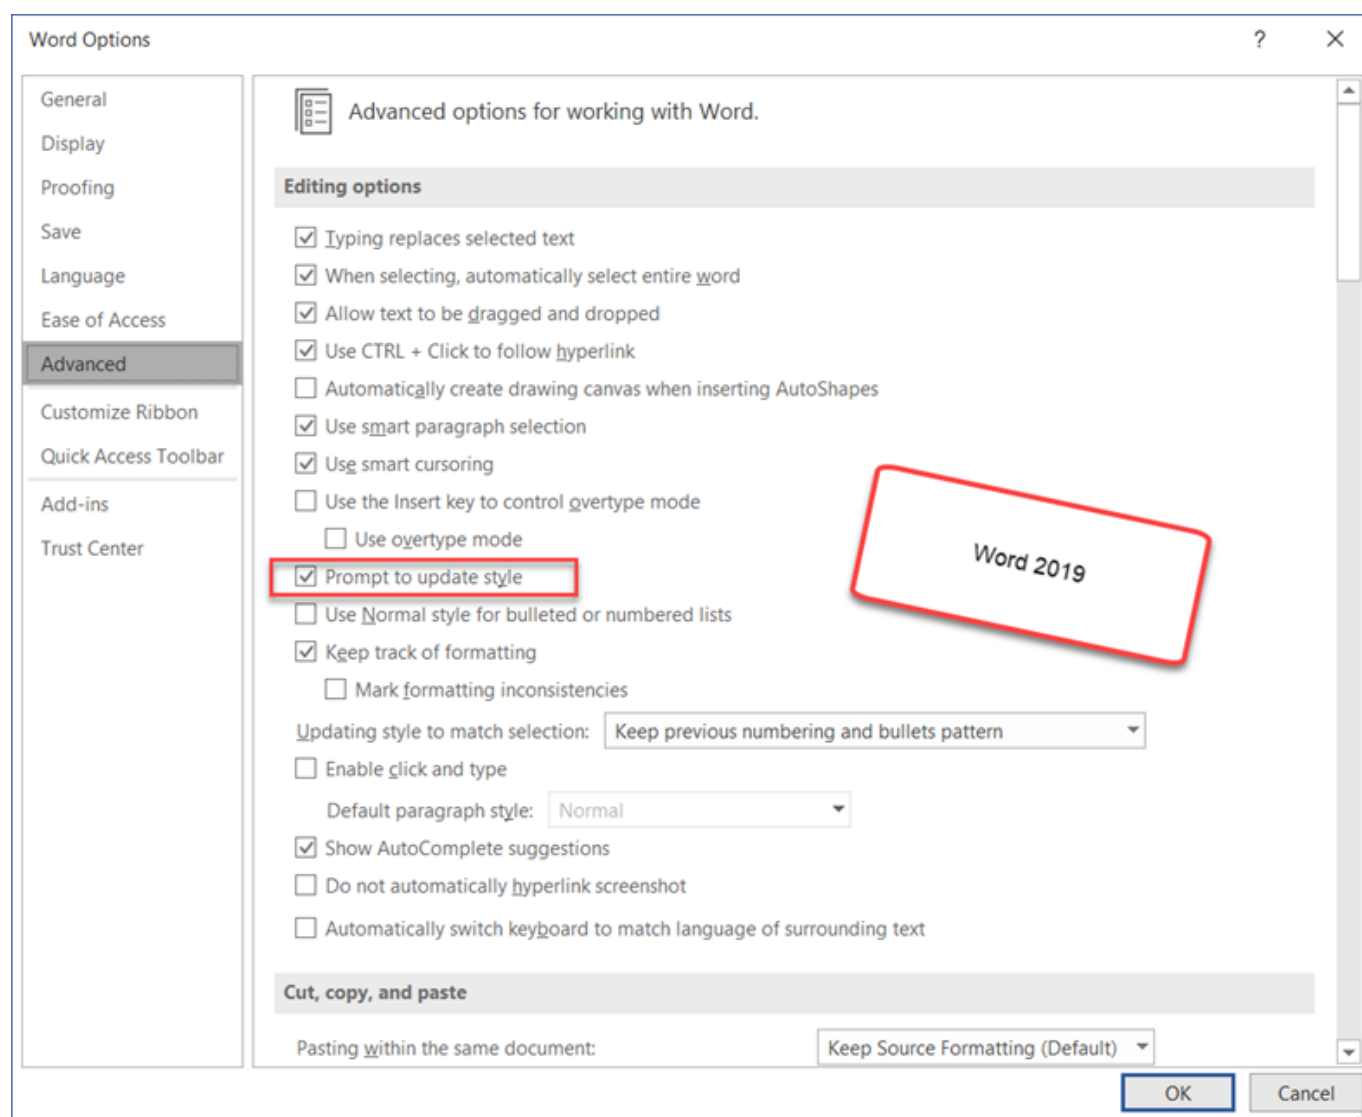 Word Options
?
General
Display
Proofing
Save
Language
Ease of Access
Advanced
Customize Ribbon
Quick Access Toolbar
Add-ins
Trust Center
Advanced options for working with Word.
Editing options
Typing replaces selected text
When selecting, automatically select entire word
Allow text to be dragged and dropped
Use CTRL + Click to follow hyperlink
Automatically create drawing canvas when inserting AutoShapes
Use smart paragraph selection
Use smart cursoring
Use the Insert key to control overtype mode
Use overtype mode
Prompt to update style
Use Normal style for bulleted or numbered lists
Keep track of formatting
Mark formatting inconsistencies
Updating style to match selection: Keep previous numbering and bullets pattern
Enable click and type
Default paragraph style: Normal
Show AutoComplete suggestions
Do not automatically hyperlink screenshot
Automatically switch keyboard to match language of surrounding text
Word 2019
Cut, copy, and paste
Pasting within the same document: Keep Source Formatting (Default)
OK Cancel